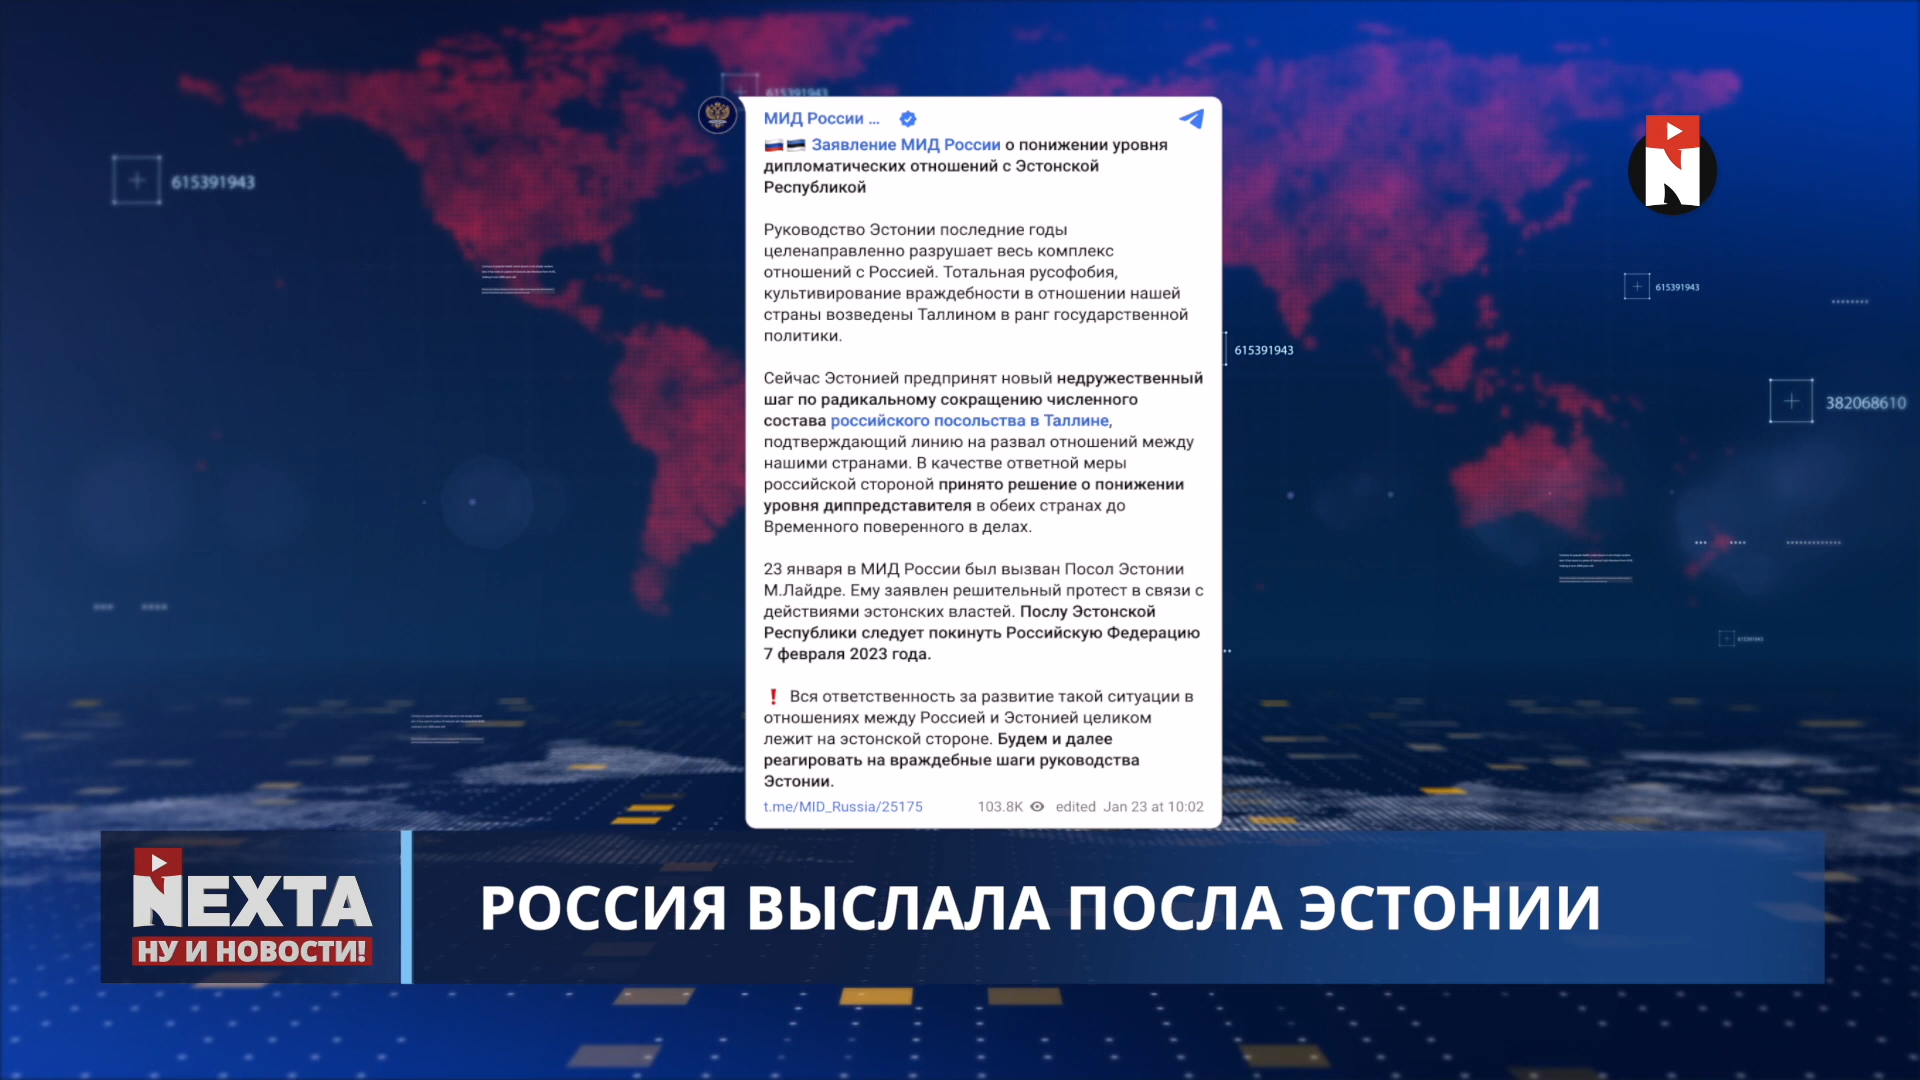 615391943
615391943
МИД России ...
🇷🇺🇪🇪 Заявление МИД России о понижении уровня
дипломатических отношений с Эстонской
Республикой
Руководство Эстонии последние годы
целенаправленно разрушает весь комплекс
отношений с Россией. Тотальная русофобия,
культивирование враждебности в отношении нашей
страны возведены Таллином в ранг государственной
политики.
Сейчас Эстонией предпринят новый недружественный
шаг по радикальному сокращению численного
состава российского посольства в Таллине,
подтверждающий линию на развал отношений между
нашими странами. В качестве ответной меры
российской стороной принято решение о понижении
уровня диппредставителя в обеих странах до
Временного поверенного в делах.
23 января в МИД России был вызван Посол Эстонии
М.Лайдре. Ему заявлен решительный протест в связи с
действиями эстонских властей. Послу Эстонской
Республики следует покинуть Российскую Федерацию
7 февраля 2023 года.
❗ Вся ответственность за развитие такой ситуации в
отношениях между Россией и Эстонией целиком
лежит на эстонской стороне. Будем и далее
реагировать на враждебные шаги руководства
Эстонии.
t.me/MID_Russia/25175 103.8K edited Jan 23 at 10:02
N
615391943
615391943
382068610
615391943
NEXTA
НУ И НОВОСТИ!
РОССИЯ ВЫСЛАЛА ПОСЛА ЭСТОНИИ